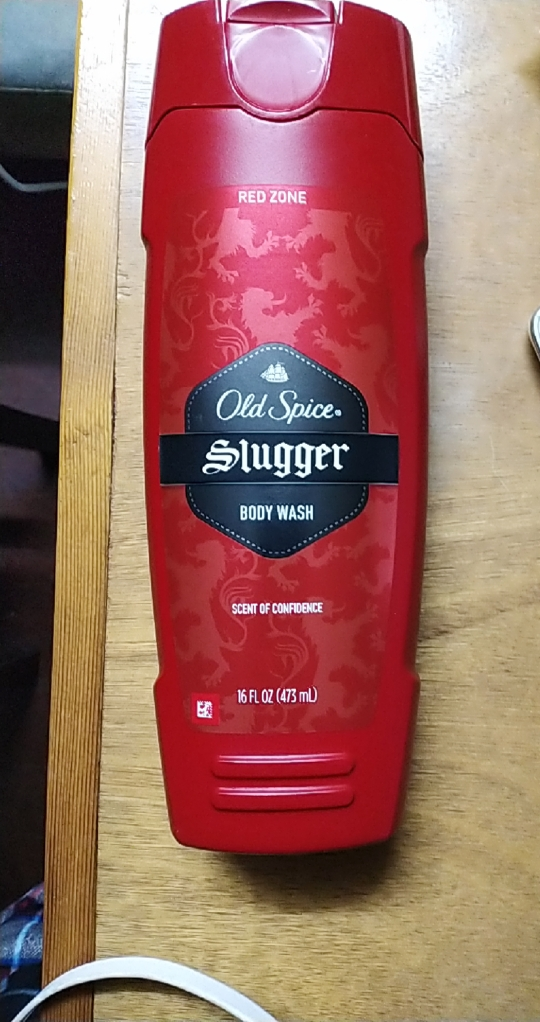 RED ZONE
Old Spice®
Slugger
BODY WASH
SCENT OF CONFIDENCE
16 FL OZ (473 mL)